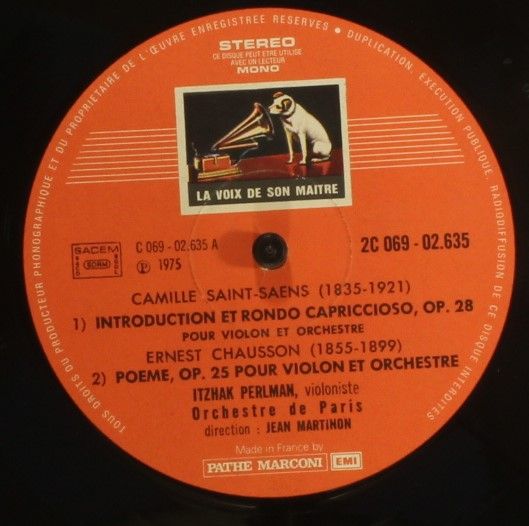 TOUS DROITS DU PRODUCTEUR PHONOGRAPHIQUE ET DU PROPRIETAIRE DE L'ŒUVRE ENREGISTREE RESERVES • DUPLICATION, EXECUTION PUBLIQUE, RADIODIFFUSION DE CE DISQUE INTERDITES
STEREO
CE DISQUE PEUT ETRE UTILISE
AVEC UN LECTEUR
MONO
LA VOIX DE SON MAITRE
SACEM
SDRM
C 069 - 02.635 A
2C 069 - 02.635
Ⓟ 1975
CAMILLE SAINT-SAENS (1835-1921)
1) INTRODUCTION ET RONDO CAPRICCIOSO, OP. 28
POUR VIOLON ET ORCHESTRE
ERNEST CHAUSSON (1855-1899)
2) POEME, OP. 25 POUR VIOLON ET ORCHESTRE
ITZHAK PERLMAN, violoniste
Orchestre de Paris
direction : JEAN MARTINON
Made in France by
PATHE MARCONI EMI